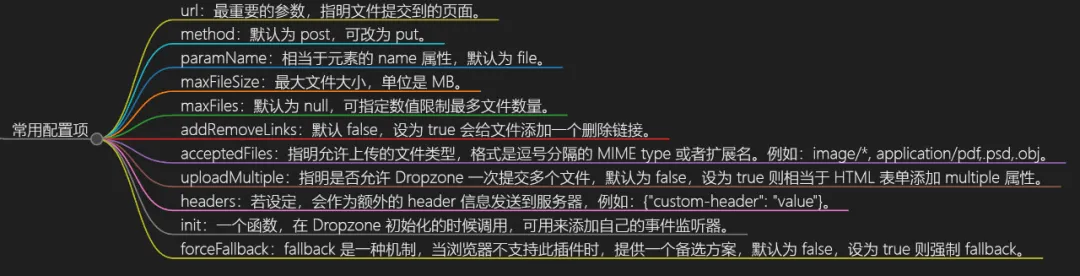 url：最重要的参数，指明文件提交到的页面。
method：默认为 post，可改为 put。
paramName：相当于元素的 name 属性，默认为 file。
maxFileSize：最大文件大小，单位是 MB。
maxFiles：默认为 null，可指定数值限制最多文件数量。
常用配置项
addRemoveLinks：默认 false，设为 true 会给文件添加一个删除链接。
acceptedFiles：指明允许上传的文件类型，格式是逗号分隔的 MIME type 或者扩展名。例如：image/*, application/pdf,.psd,.obj。
uploadMultiple：指明是否允许 Dropzone 一次提交多个文件，默认为 false，设为 true 则相当于 HTML 表单添加 multiple 属性。
headers：若设定，会作为额外的 header 信息发送到服务器，例如：{"custom-header": "value"}。
init：一个函数，在 Dropzone 初始化的时候调用，可用来添加自己的事件监听器。
forceFallback：fallback 是一种机制，当浏览器不支持此插件时，提供一个备选方案，默认为 false，设为 true 则强制 fallback。